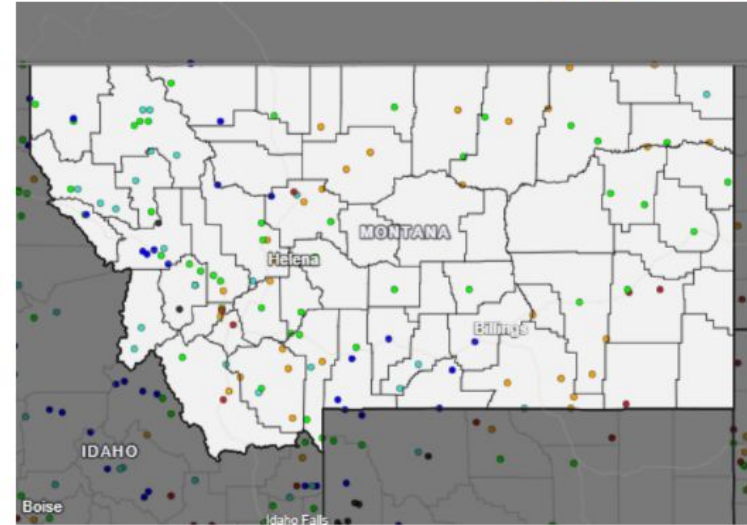 MONTANA
Helena
Billings
IDAHO
Boise
Idaho Falls